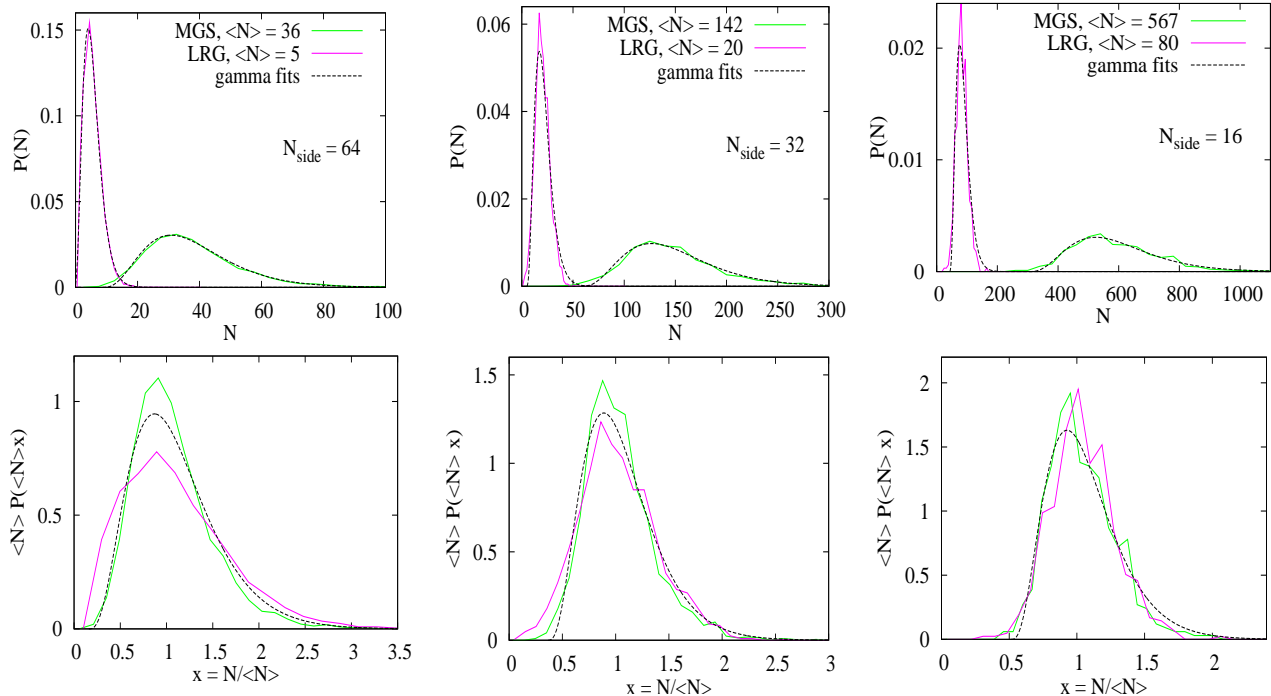 0.15
0.1
0.05
0
P(N)
MGS, <N> = 36
LRG, <N> = 5
gamma fits
N_side = 64
0 20 40 60 80 100
N
0.06
0.04
0.02
0
P(N)
MGS, <N> = 142
LRG, <N> = 20
gamma fits
N_side = 32
0 50 100 150 200 250 300
N
0.02
0.01
0
P(N)
MGS, <N> = 567
LRG, <N> = 80
gamma fits
N_side = 16
0 200 400 600 800 1000
N
1
0.5
0
<N> P(<N>x)
0 0.5 1 1.5 2 2.5 3 3.5
x = N/<N>
1.5
1
0.5
0
<N> P(<N> x)
0 0.5 1 1.5 2 2.5 3
x = N/<N>
2
1.5
1
0.5
0
<N> P(<N> x)
0 0.5 1 1.5 2
x = N/<N>